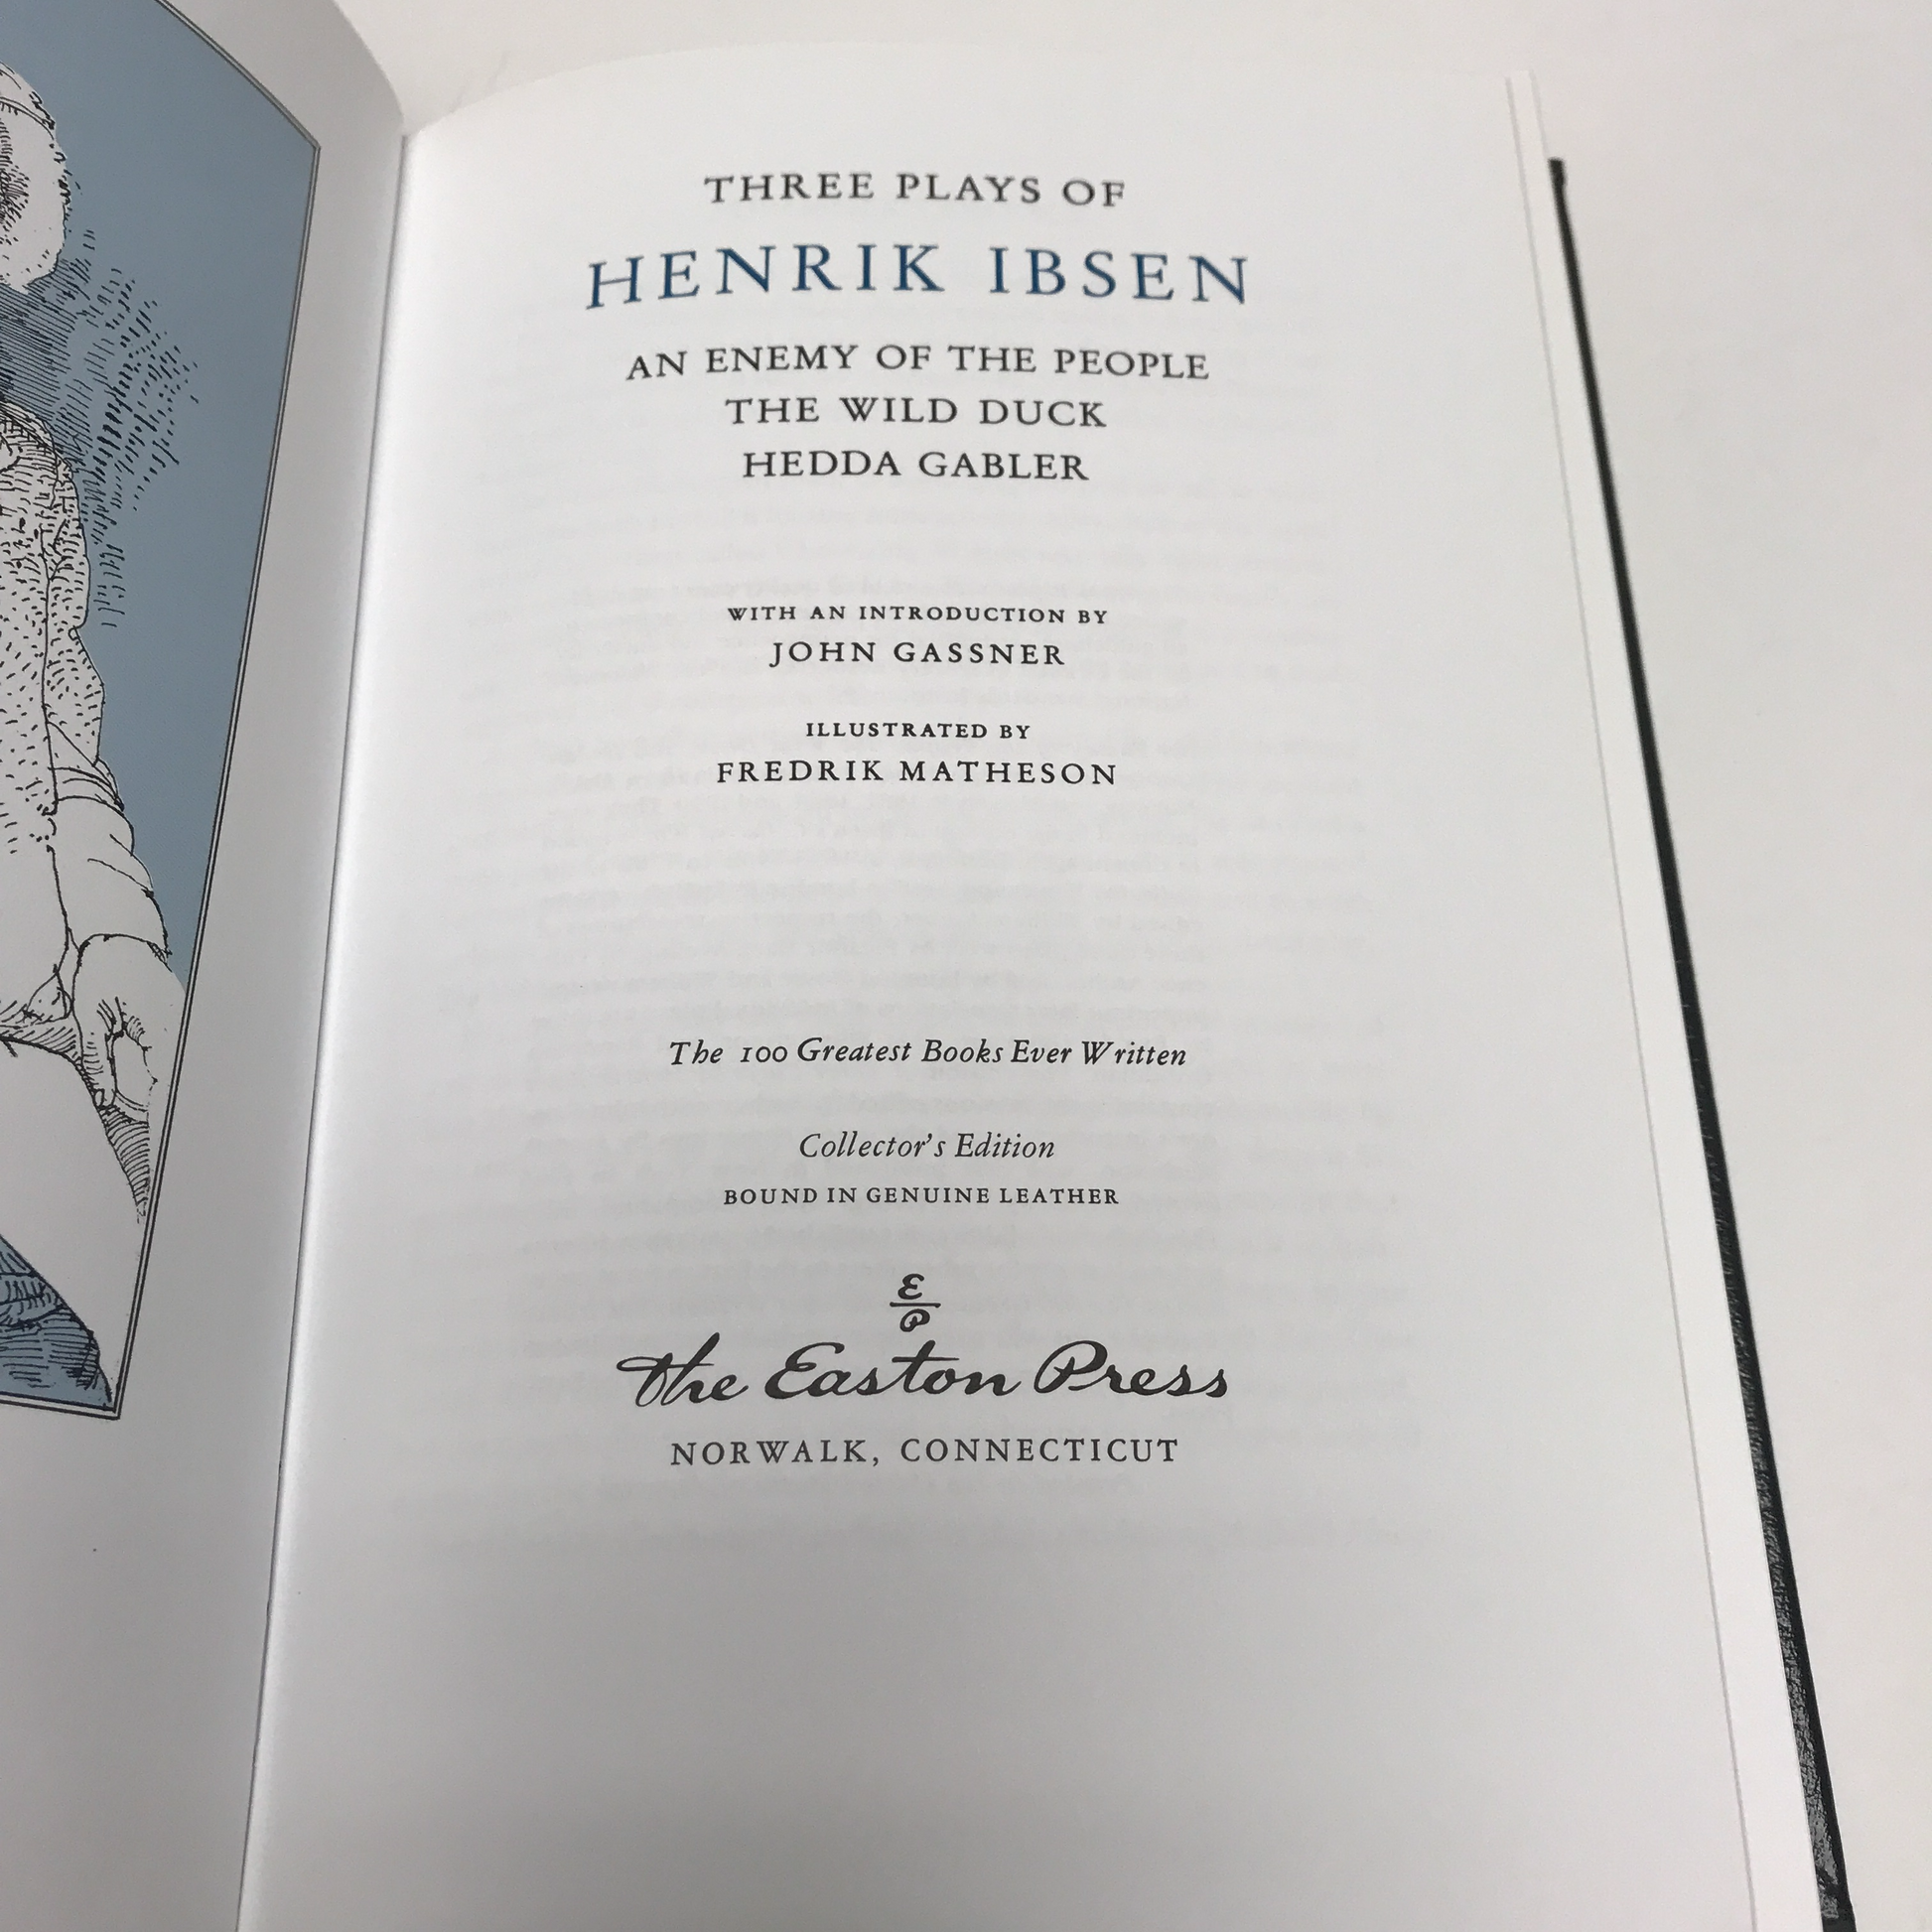 THREE PLAYS OF
HENRIK IBSEN
AN ENEMY OF THE PEOPLE
THE WILD DUCK
HEDDA GABLER
WITH AN INTRODUCTION BY
JOHN GASSNER
ILLUSTRATED BY
FREDRIK MATHESON
The 100 Greatest Books Ever Written
Collector's Edition
BOUND IN GENUINE LEATHER
E
P
The Easton Press
NORWALK, CONNECTICUT